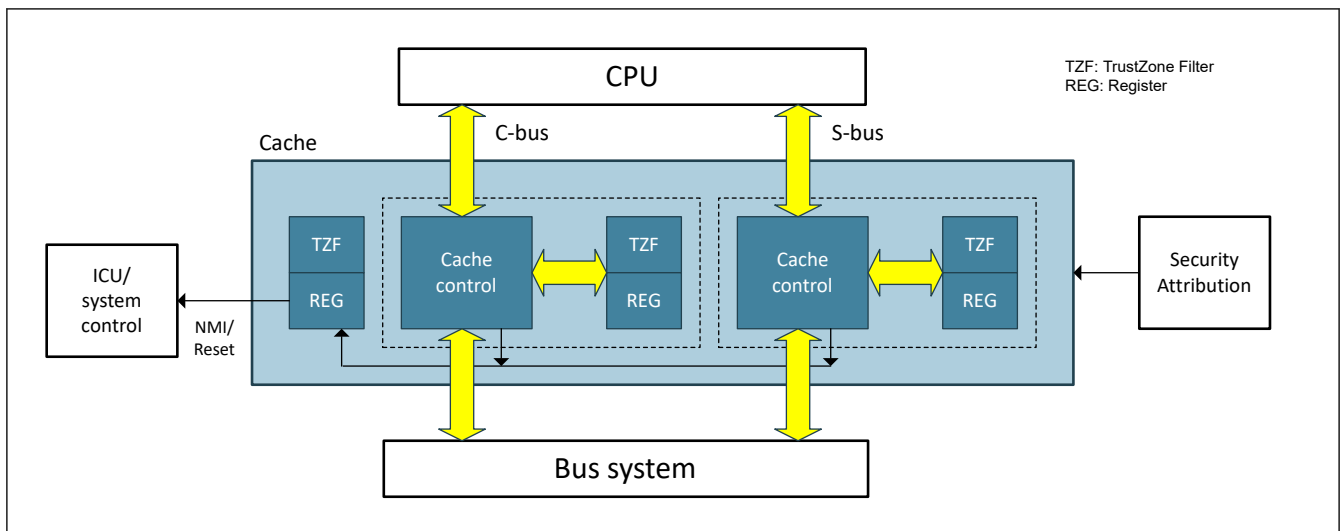 CPU
TZF: TrustZone Filter
REG: Register
C-bus
S-bus
Cache
TZF
REG
Cache
control
TZF
REG
Cache
control
TZF
REG
ICU/
system
control
NMI/
Reset
Security
Attribution
Bus system